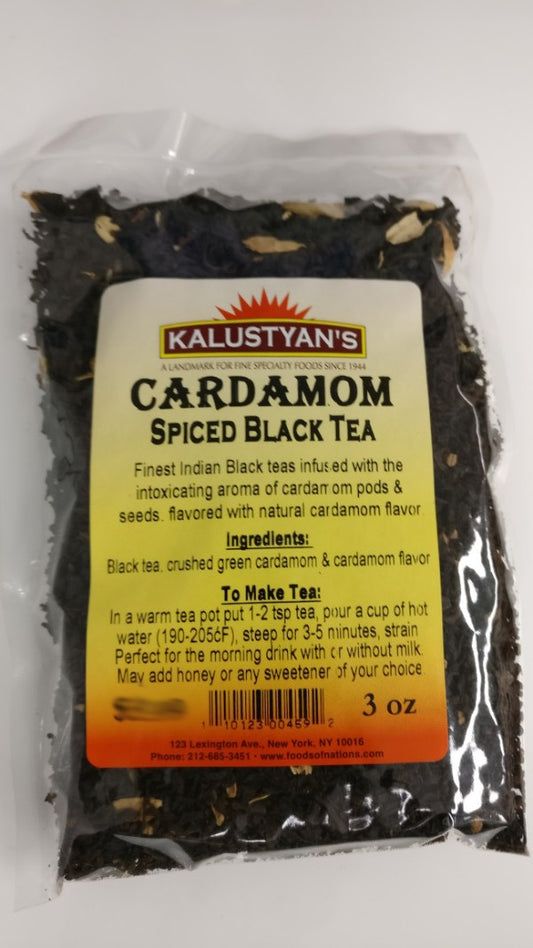 KALUSTYAN'S
A LANDMARK FOR FINE SPECIALTY FOODS SINCE 1944
CARDAMOM
SPICED BLACK TEA
Finest Indian Black teas infused with the
intoxicating aroma of cardamom pods &
seeds. flavored with natural cardamom flavor
Ingredients:
Black tea. crushed green cardamom & cardamom flavor
To Make Tea:
In a warm tea pot put 1-2 tsp tea, pour a cup of hot
water (190-205óF), steep for 3-5 minutes, strain
Perfect for the morning drink with or without milk.
May add honey or any sweetener of your choice.
1 10123 00469 2
3 oz
123 Lexington Ave., New York, NY 10016
Phone: 212-685-3451 · www.foodsofnations.com